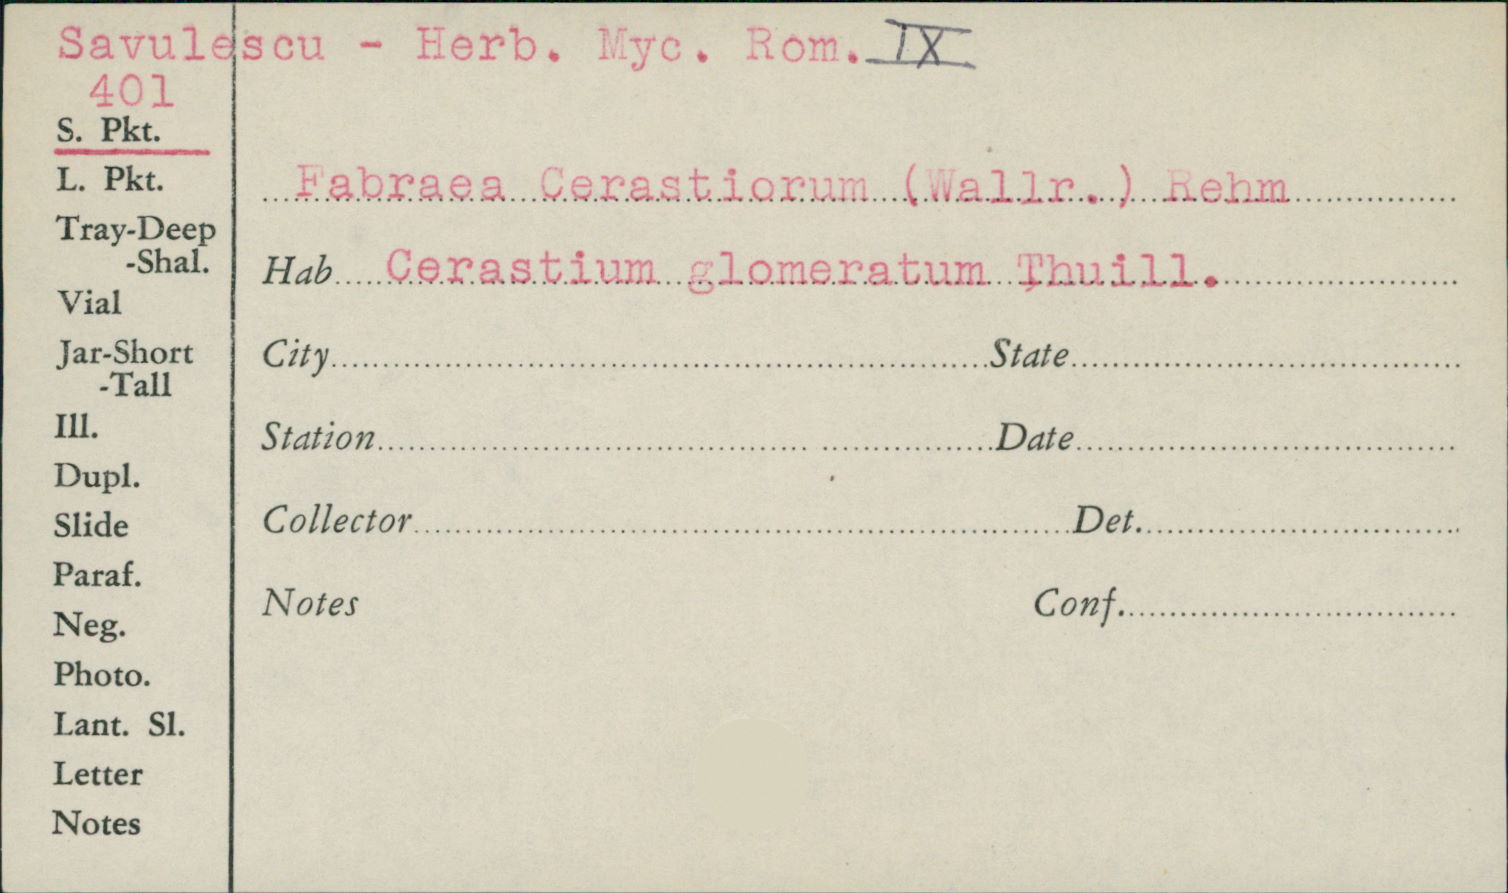 Savulescu - Herb. Myc. Rom. IX
401
S. Pkt.
L. Pkt.
Fabraea Cerastiorum (Wallr.) Rehm
Tray-Deep
-Shal.
Hab Cerastium glomeratum Thuill.
Vial
Jar-Short
-Tall
City State
Ill.
Station Date
Dupl.
Slide
Collector Det.
Paraf.
Notes Conf.
Neg.
Photo.
Lant. Sl.
Letter
Notes